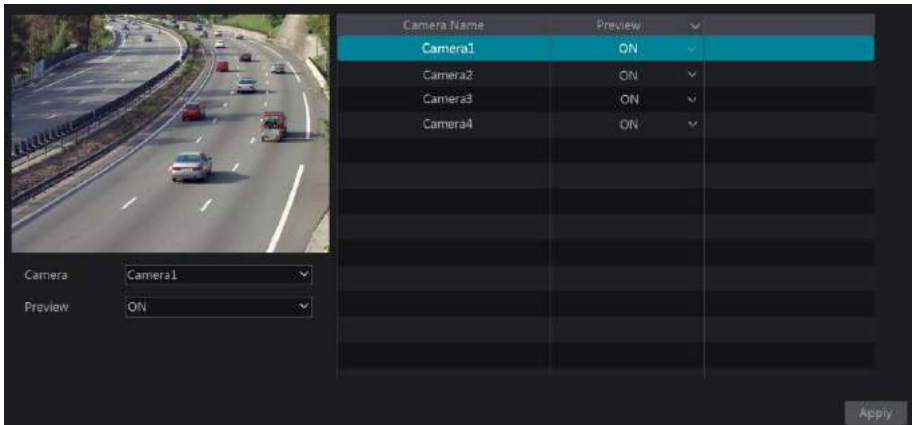 Camera Name Preview
Camera1 ON
Camera2 ON
Camera3 ON
Camera4 ON
Camera Camera1
Preview ON
Apply